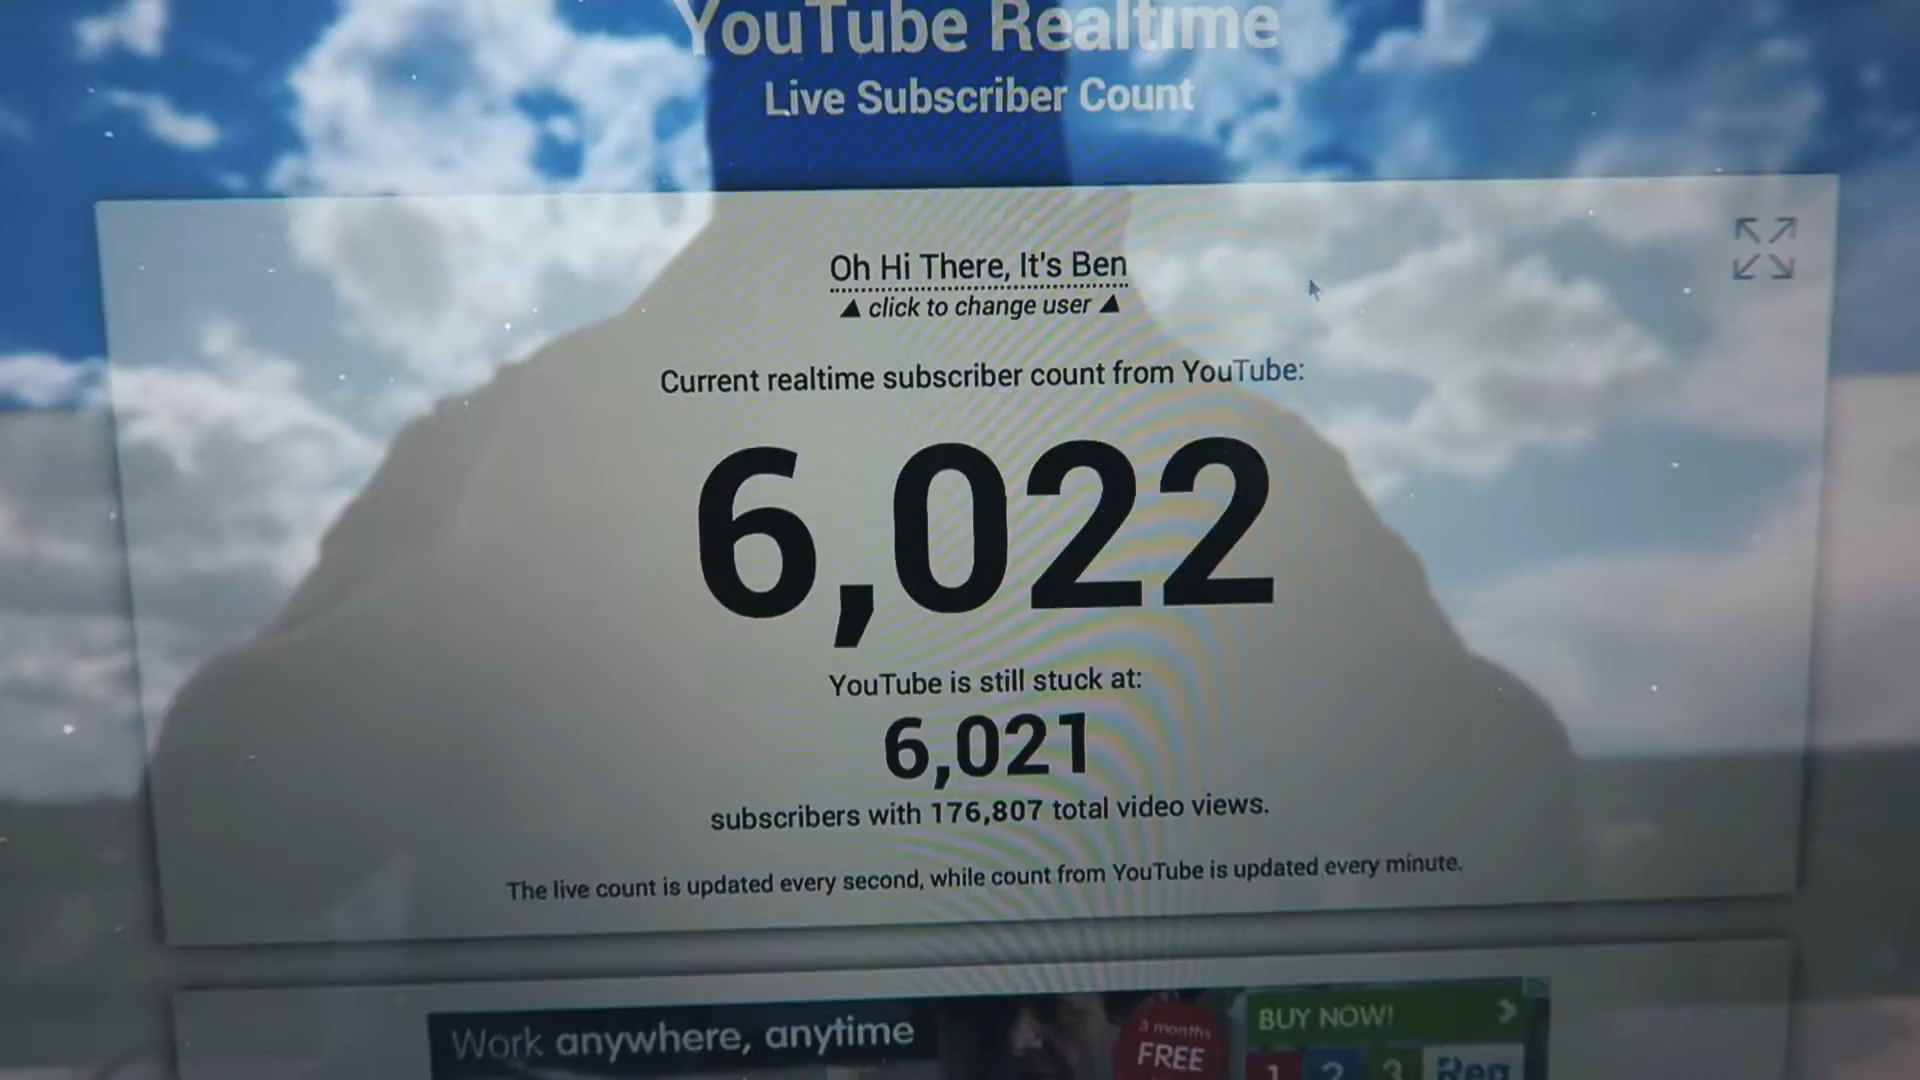 YouTube Realtime
Live Subscriber Count
Oh Hi There, It's Ben
▲ click to change user ▲
Current realtime subscriber count from YouTube:
6,022
YouTube is still stuck at:
6,021
subscribers with 176,807 total video views.
The live count is updated every second, while count from YouTube is updated every minute.
Work anywhere, anytime
3 months
FREE
BUY NOW!
1 2 3 Reg